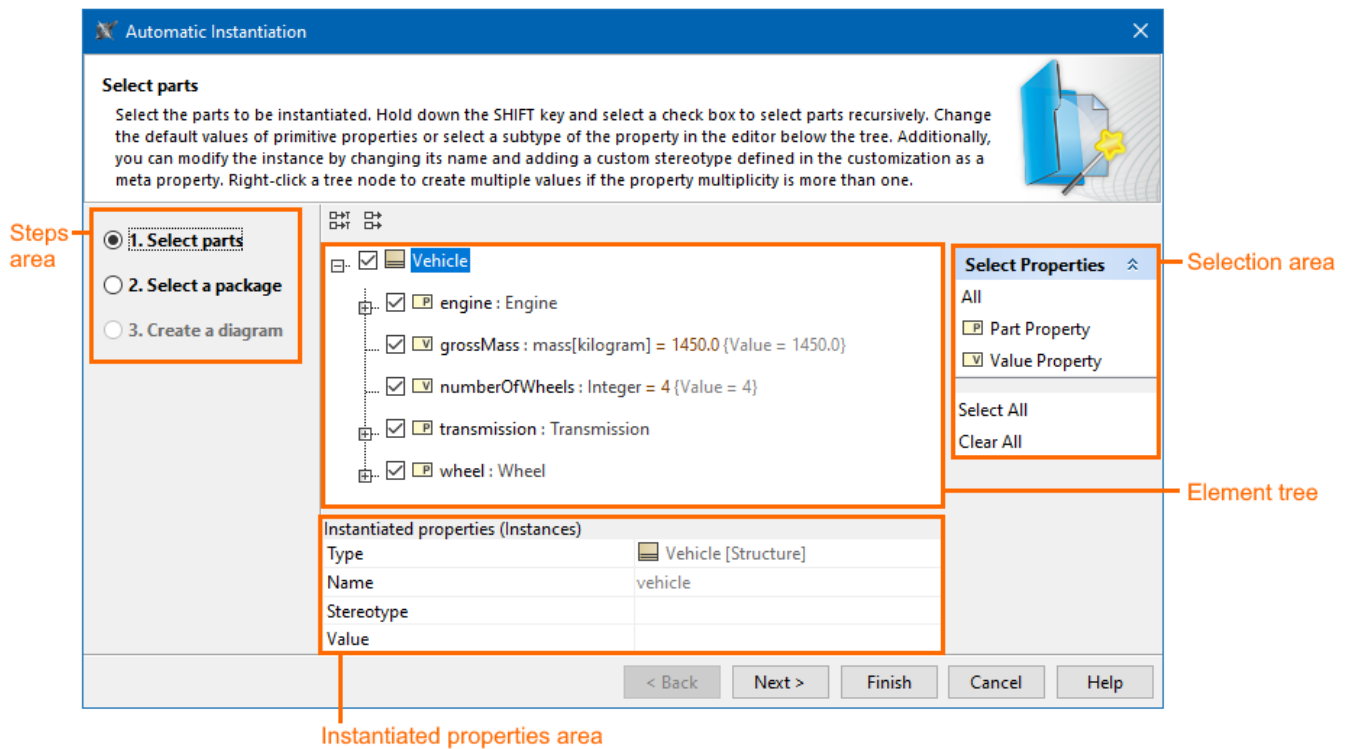 Automatic Instantiation
Select parts
Select the parts to be instantiated. Hold down the SHIFT key and select a check box to select parts recursively. Change
the default values of primitive properties or select a subtype of the property in the editor below the tree. Additionally,
you can modify the instance by changing its name and adding a custom stereotype defined in the customization as a
meta property. Right-click a tree node to create multiple values if the property multiplicity is more than one.
Steps
area
1. Select parts
2. Select a package
3. Create a diagram
Vehicle
P engine : Engine
V grossMass : mass[kilogram] = 1450.0 {Value = 1450.0}
V numberOfWheels : Integer = 4 {Value = 4}
P transmission : Transmission
P wheel : Wheel
Select Properties
All
P Part Property
V Value Property
Select All
Clear All
Selection area
Element tree
Instantiated properties (Instances)
Type Vehicle [Structure]
Name vehicle
Stereotype
Value
< Back Next > Finish Cancel Help
Instantiated properties area